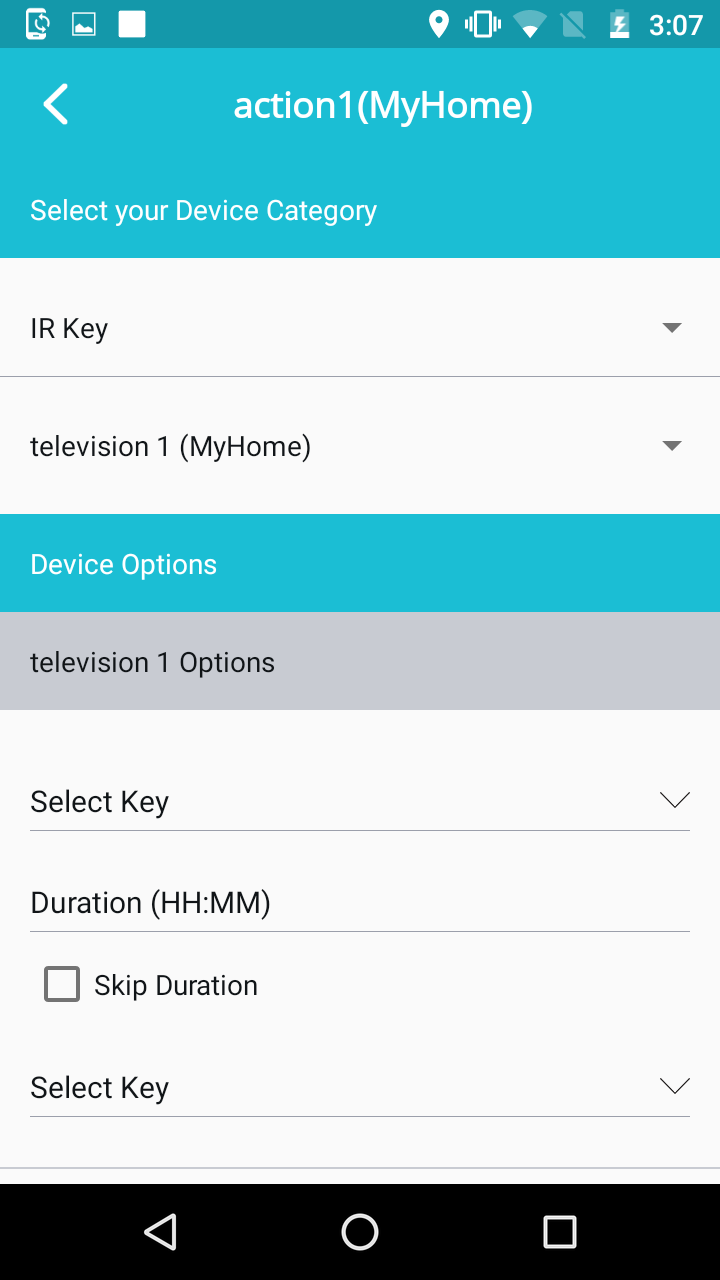 3:07
action1(MyHome)
Select your Device Category
IR Key
television 1 (MyHome)
Device Options
television 1 Options
Select Key
Duration (HH:MM)
Skip Duration
Select Key